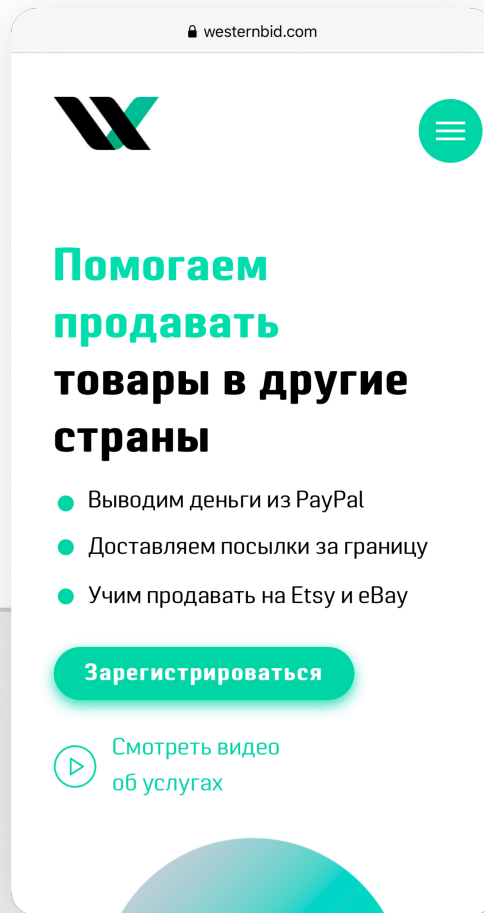 westernbid.com
Помогаем
продавать
товары в другие
страны
Выводим деньги из PayPal
Доставляем посылки за границу
Учим продавать на Etsy и eBay
Зарегистрироваться
Смотреть видео
об услугах